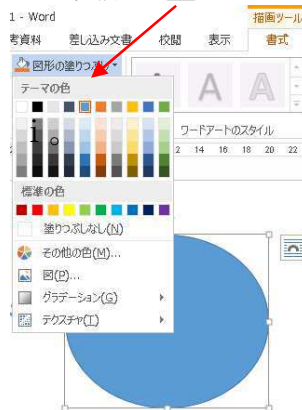 1 - Word
描画ツール
考資料 差し込み文書 校閲 表示 書式
図形の塗りつぶし
A A
ワードアートのスタイル
2 14 16 18 20 22
テーマの色
i。
標準の色
塗りつぶしなし(N)
その他の色(M)...
図(P)...
グラデーション(G)
テクスチャ(T)